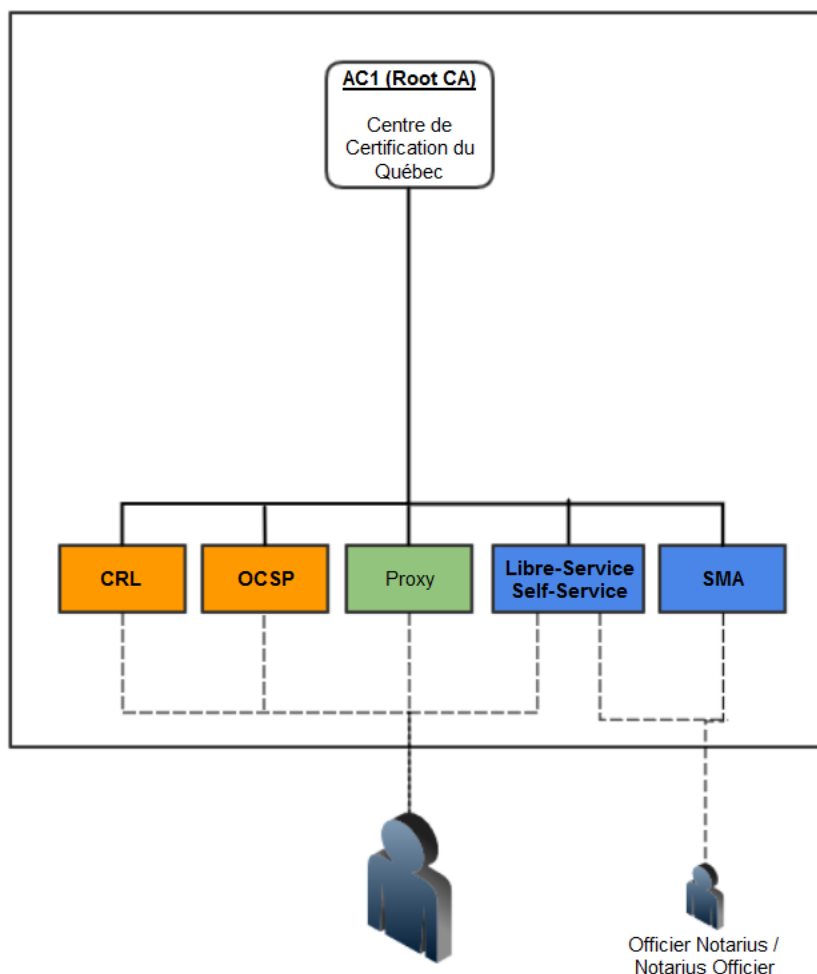 AC1 (Root CA)
Centre de
Certification du
Québec
CRL
OCSP
Proxy
Libre-Service
Self-Service
SMA
Officier Notarius /
Notarius Officier